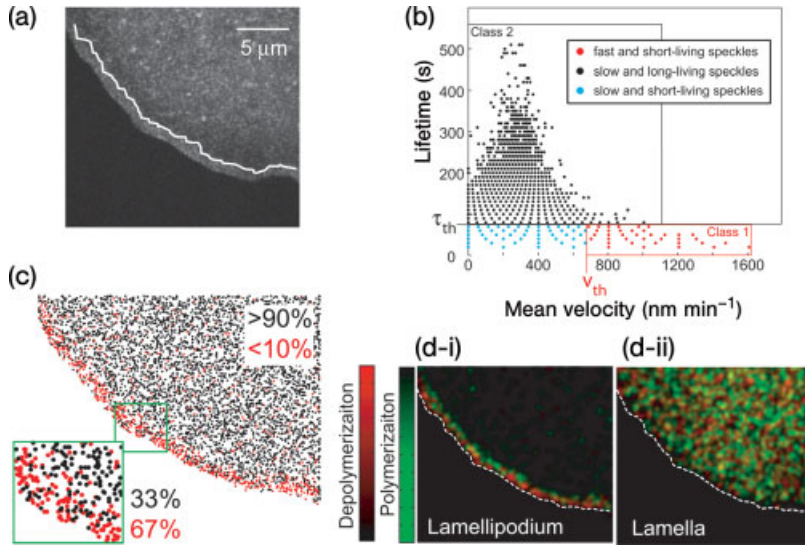 (a)
5 μm
(b)
Lifetime (s)
500
400
300
200
τth
0
Class 2
fast and short-living speckles
slow and long-living speckles
slow and short-living speckles
Class 1
0
400
800
1200
1600
Vth
Mean velocity (nm min⁻¹)
(c)
>90%
<10%
33%
67%
Depolymerizaiton
Polymerizaiton
(d-i)
Lamellipodium
(d-ii)
Lamella